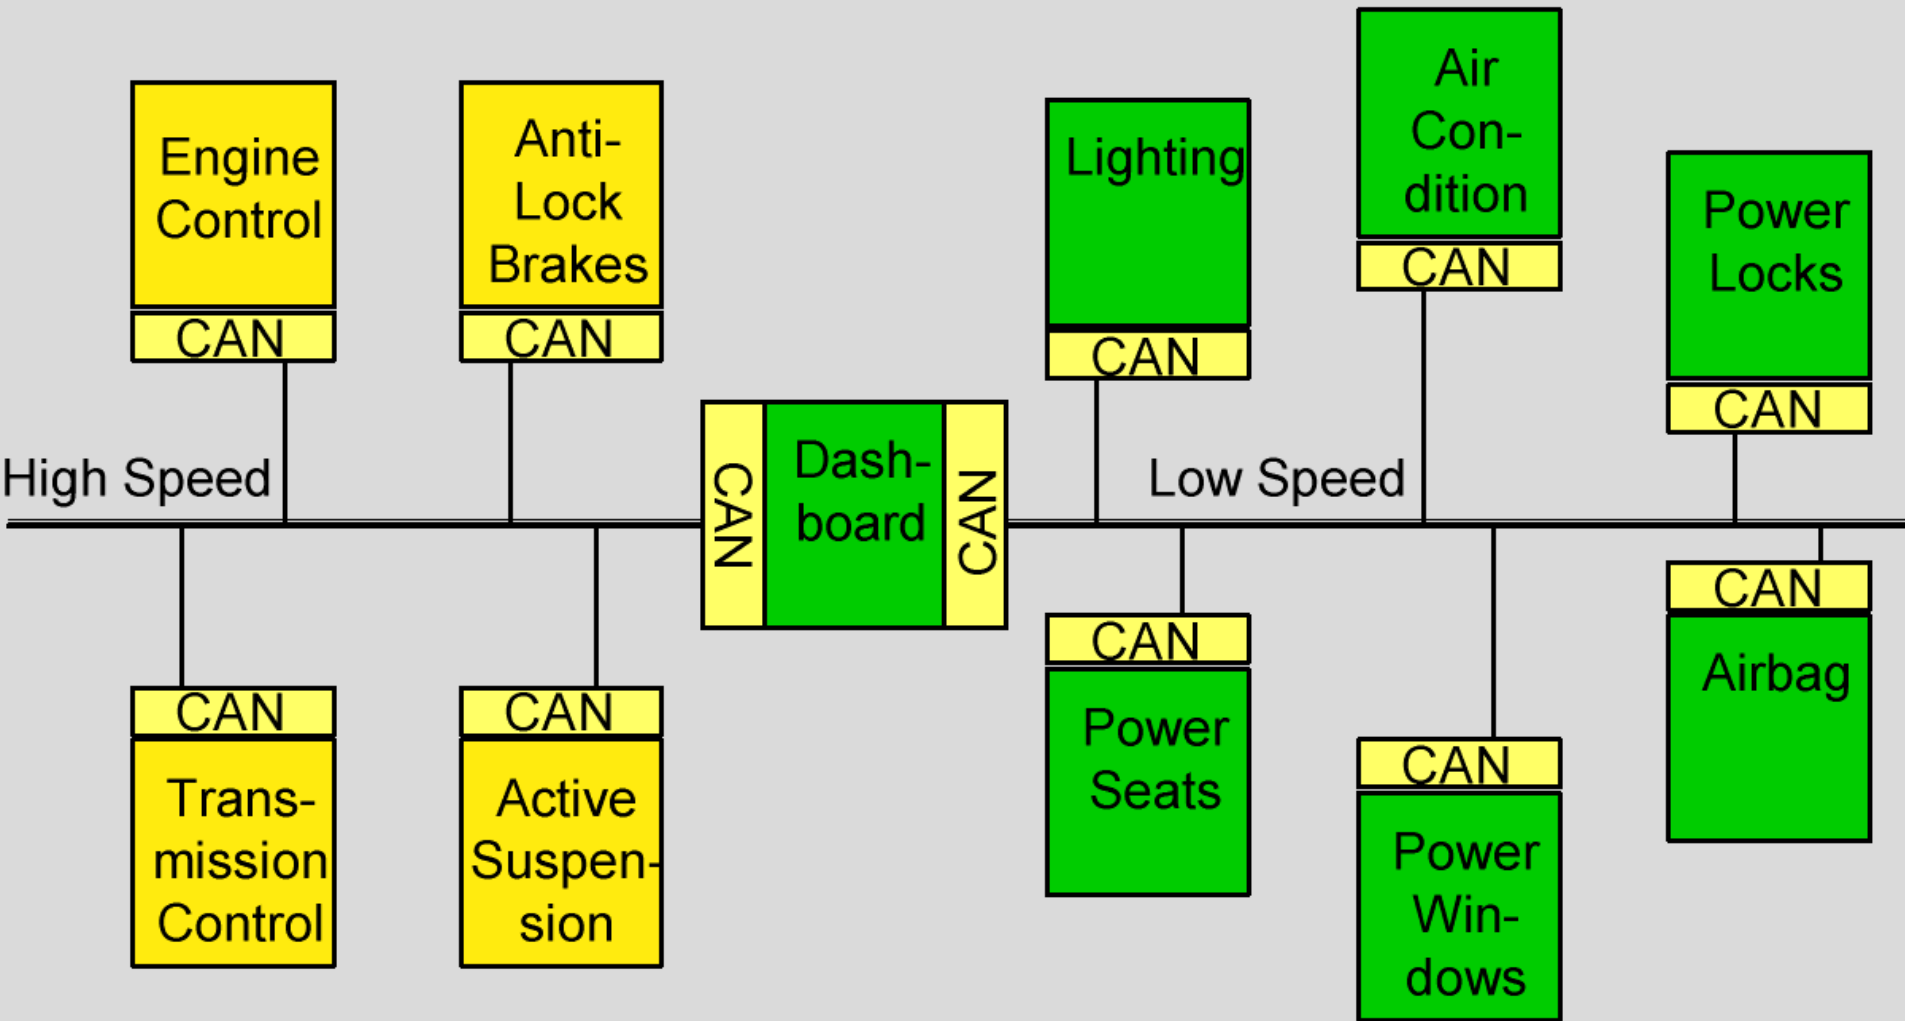 Engine
Control
CAN
Anti-
Lock
Brakes
CAN
Lighting
CAN
Air
Con-
dition
CAN
Power
Locks
CAN
High Speed
CAN
Dash-
board
CAN
Low Speed
CAN
Trans-
mission
Control
CAN
Active
Suspen-
sion
CAN
Power
Seats
CAN
Power
Win-
dows
CAN
Airbag